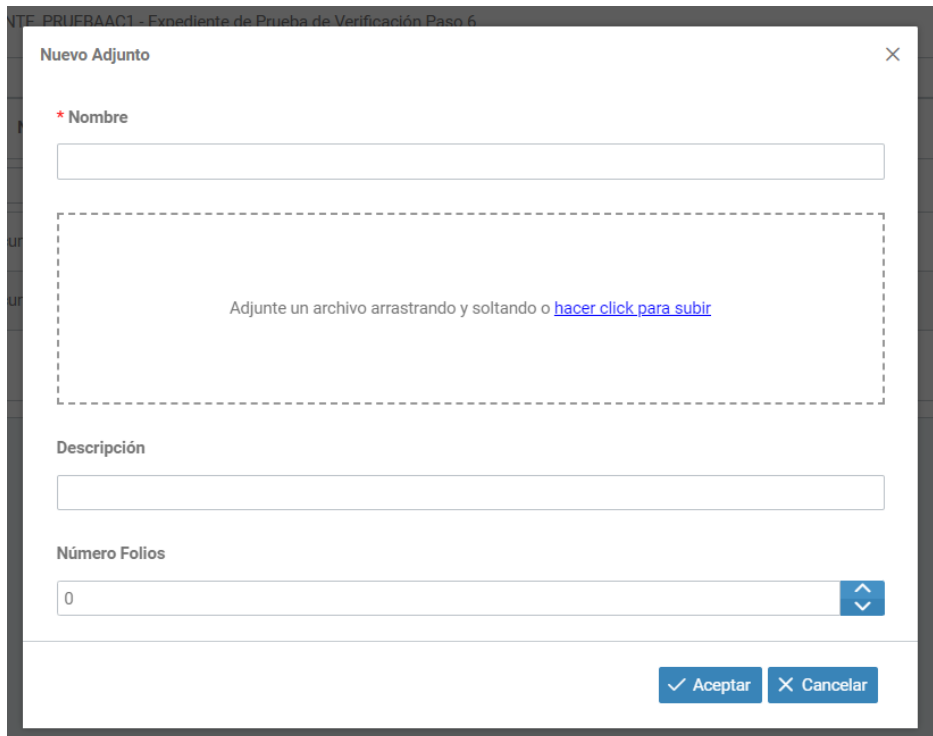 NTE_PRUEBAAC1 - Expediente de Prueba de Verificación Paso 6
Nuevo Adjunto
* Nombre
Adjunte un archivo arrastrando y soltando o hacer click para subir
Descripción
Número Folios
0
Aceptar
Cancelar